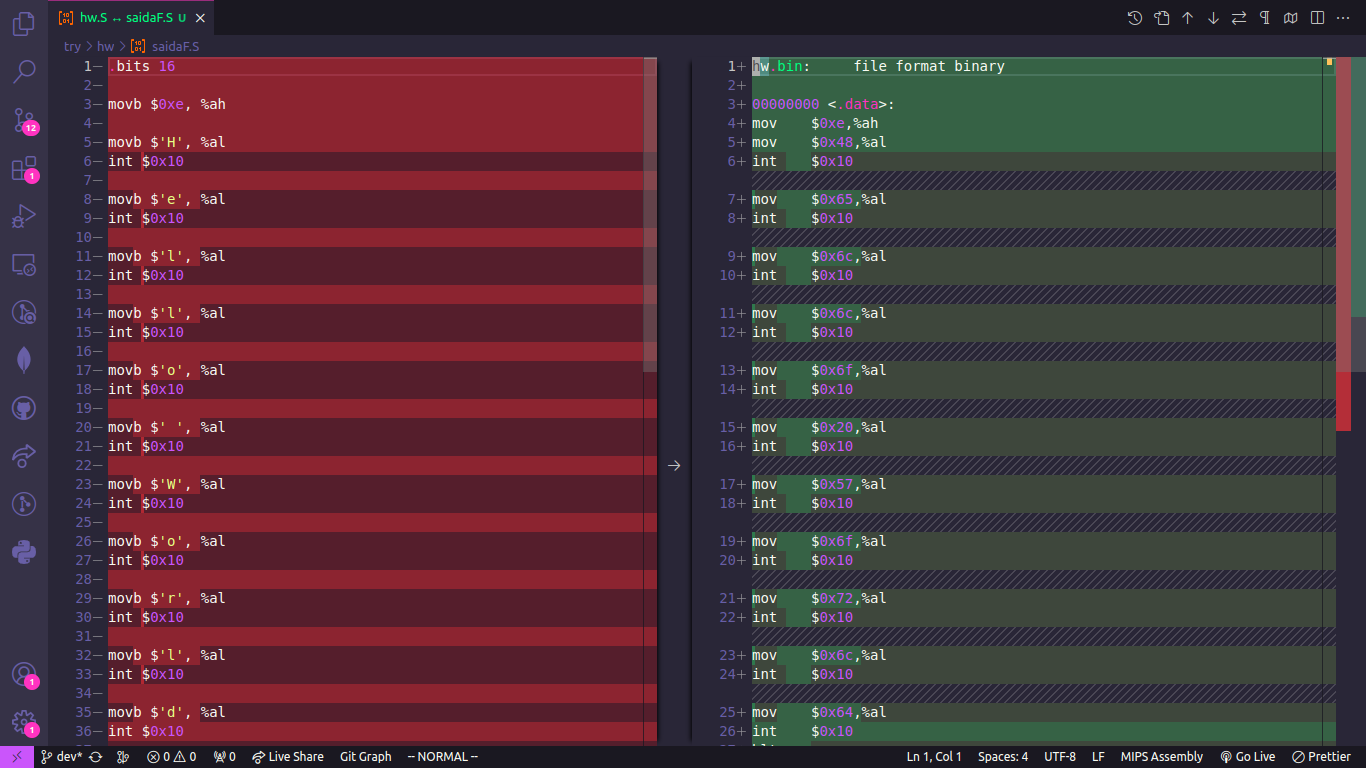 hw.S ↔ saidaF.S U ×
try > hw > saidaF.S
12
1
1
1
1— .bits 16
2—
3— movb $0xe, %ah
4—
5— movb $'H', %al
6— int $0x10
7—
8— movb $'e', %al
9— int $0x10
10—
11— movb $'l', %al
12— int $0x10
13—
14— movb $'l', %al
15— int $0x10
16—
17— movb $'o', %al
18— int $0x10
19—
20— movb $' ', %al
21— int $0x10
22—
23— movb $'W', %al
24— int $0x10
25—
26— movb $'o', %al
27— int $0x10
28—
29— movb $'r', %al
30— int $0x10
31—
32— movb $'l', %al
33— int $0x10
34—
35— movb $'d', %al
36— int $0x10
1+ hw.bin:     file format binary
2+
3+ 00000000 <.data>:
4+ mov    $0xe,%ah
5+ mov    $0x48,%al
6+ int    $0x10
7+ mov    $0x65,%al
8+ int    $0x10
9+ mov    $0x6c,%al
10+ int    $0x10
11+ mov    $0x6c,%al
12+ int    $0x10
13+ mov    $0x6f,%al
14+ int    $0x10
15+ mov    $0x20,%al
16+ int    $0x10
17+ mov    $0x57,%al
18+ int    $0x10
19+ mov    $0x6f,%al
20+ int    $0x10
21+ mov    $0x72,%al
22+ int    $0x10
23+ mov    $0x6c,%al
24+ int    $0x10
25+ mov    $0x64,%al
26+ int    $0x10
dev* 0 0 0 Live Share Git Graph -- NORMAL -- Ln 1, Col 1 Spaces: 4 UTF-8 LF MIPS Assembly Go Live Prettier